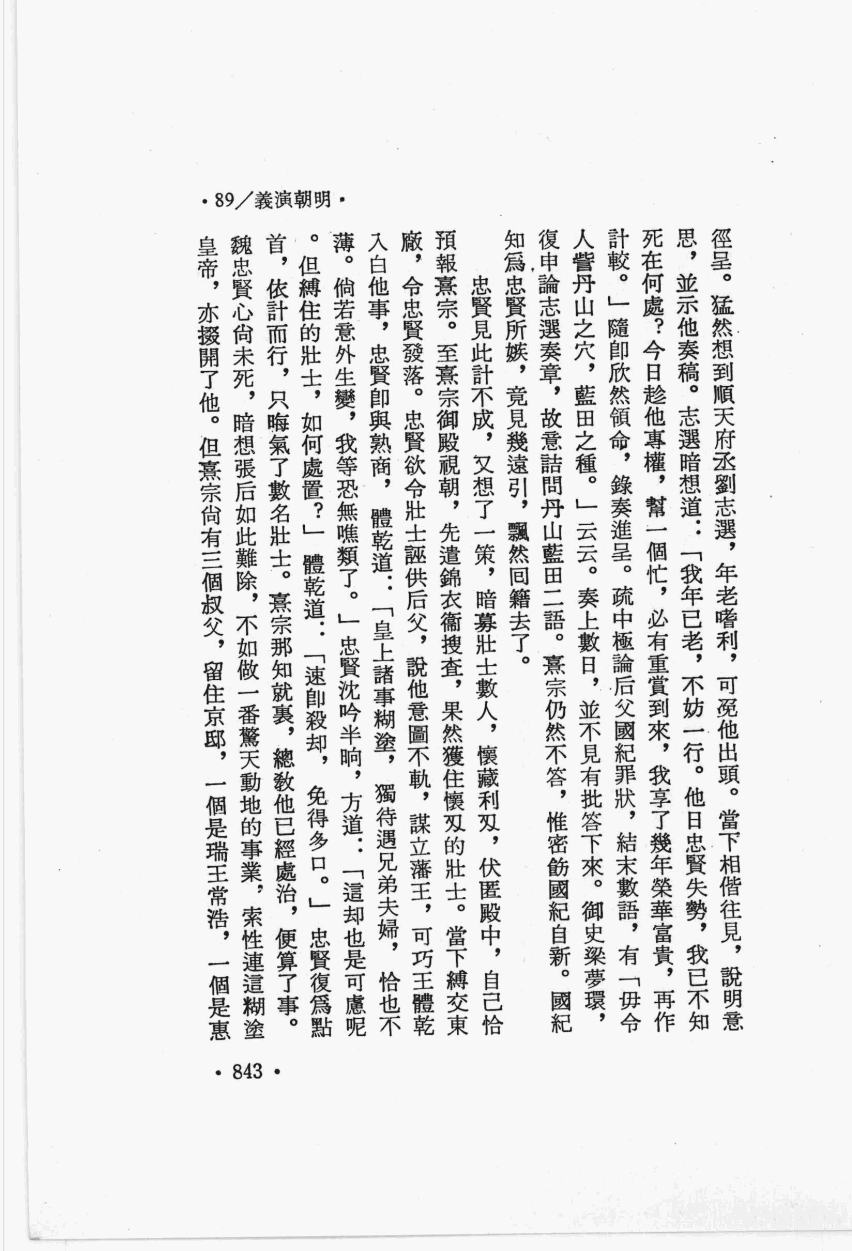 ·89/義演朝明·
徑呈。猛然想到順天府丞劉志選，年老嗜利，可冤他出頭。當下相偕往見，說明意
思，並示他奏稿。志選暗想道：「我年已老，不妨一行。他日忠賢失勢，我已不知
死在何處？今日趁他專權，幫一個忙，必有重賞到來，我享了幾年榮華富貴，再作
計較。」隨卽欣然領命，錄奏進呈。疏中極論后父國紀罪狀，結末數語，有「毋令
人訾丹山之穴，藍田之種。」云云。奏上數日，並不見有批答下來。御史梁夢環，
復申論志選奏章，故意詰問丹山藍田二語。熹宗仍然不答，惟密飭國紀自新。國紀
知爲忠賢所嫉，竟見幾遠引，飄然囘籍去了。
忠賢見此計不成，又想了一策，暗募壯士數人，懷藏利刄，伏匿殿中，自己恰
預報熹宗。至熹宗御殿視朝，先遣錦衣衞搜查，果然獲住懷刄的壯士。當下縛交東
廠，令忠賢發落。忠賢欲令壯士誣供后父，說他意圖不軌，謀立藩王，可巧王體乾
入白他事，忠賢卽與熟商，體乾道：「皇上諸事糊塗，獨待遇兄弟夫婦，恰也不
薄。倘若意外生變，我等恐無噍類了。」忠賢沈吟半晌，方道：「這却也是可慮呢
。但縛住的壯士，如何處置？」體乾道：「速卽殺却，免得多口。」忠賢復爲點
首，依計而行，只晦氣了數名壯士。熹宗那知就裏，總敎他已經處治，便算了事。
魏忠賢心尙未死，暗想張后如此難除，不如做一番驚天動地的事業，索性連這糊塗
皇帝，亦掇開了他。但熹宗尙有三個叔父，留住京邸，一個是瑞王常浩，一個是惠
·843·